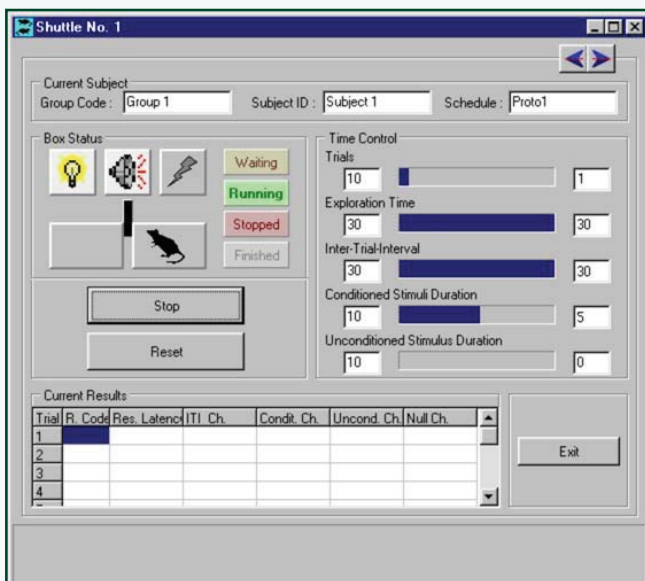 Shuttle No. 1
Current Subject
Group Code : Group 1 Subject ID : Subject 1 Schedule : Proto1
Box Status
Waiting
Running
Stopped
Finished
Stop
Reset
Time Control
Trials
10 1
Exploration Time
30 30
Inter-Trial-Interval
30 30
Conditioned Stimuli Duration
10 5
Unconditioned Stimulus Duration
10 0
Current Results
Trial R. Code Res. Latenc ITI Ch. Condit. Ch. Uncond. Ch. Null Ch.
1
2
3
4
Exit